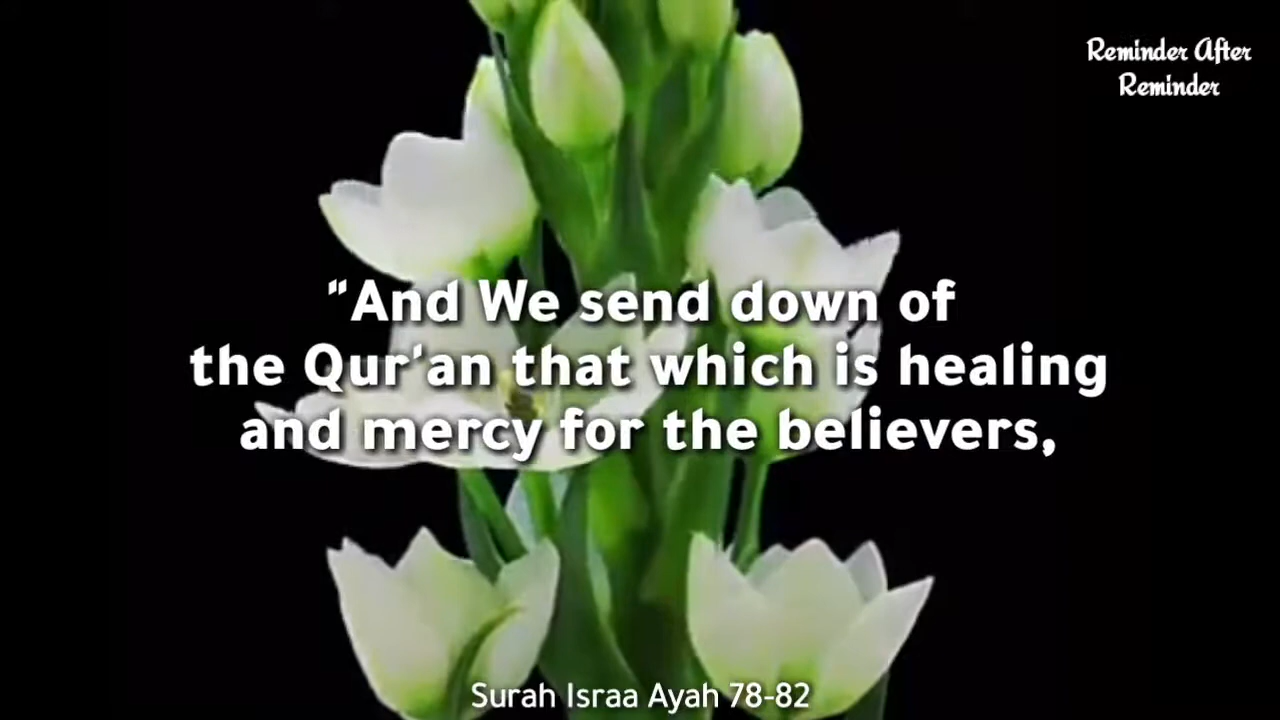 Reminder After
Reminder
"And We send down of
the Qur'an that which is healing
and mercy for the believers,
Surah Israa Ayah 78-82